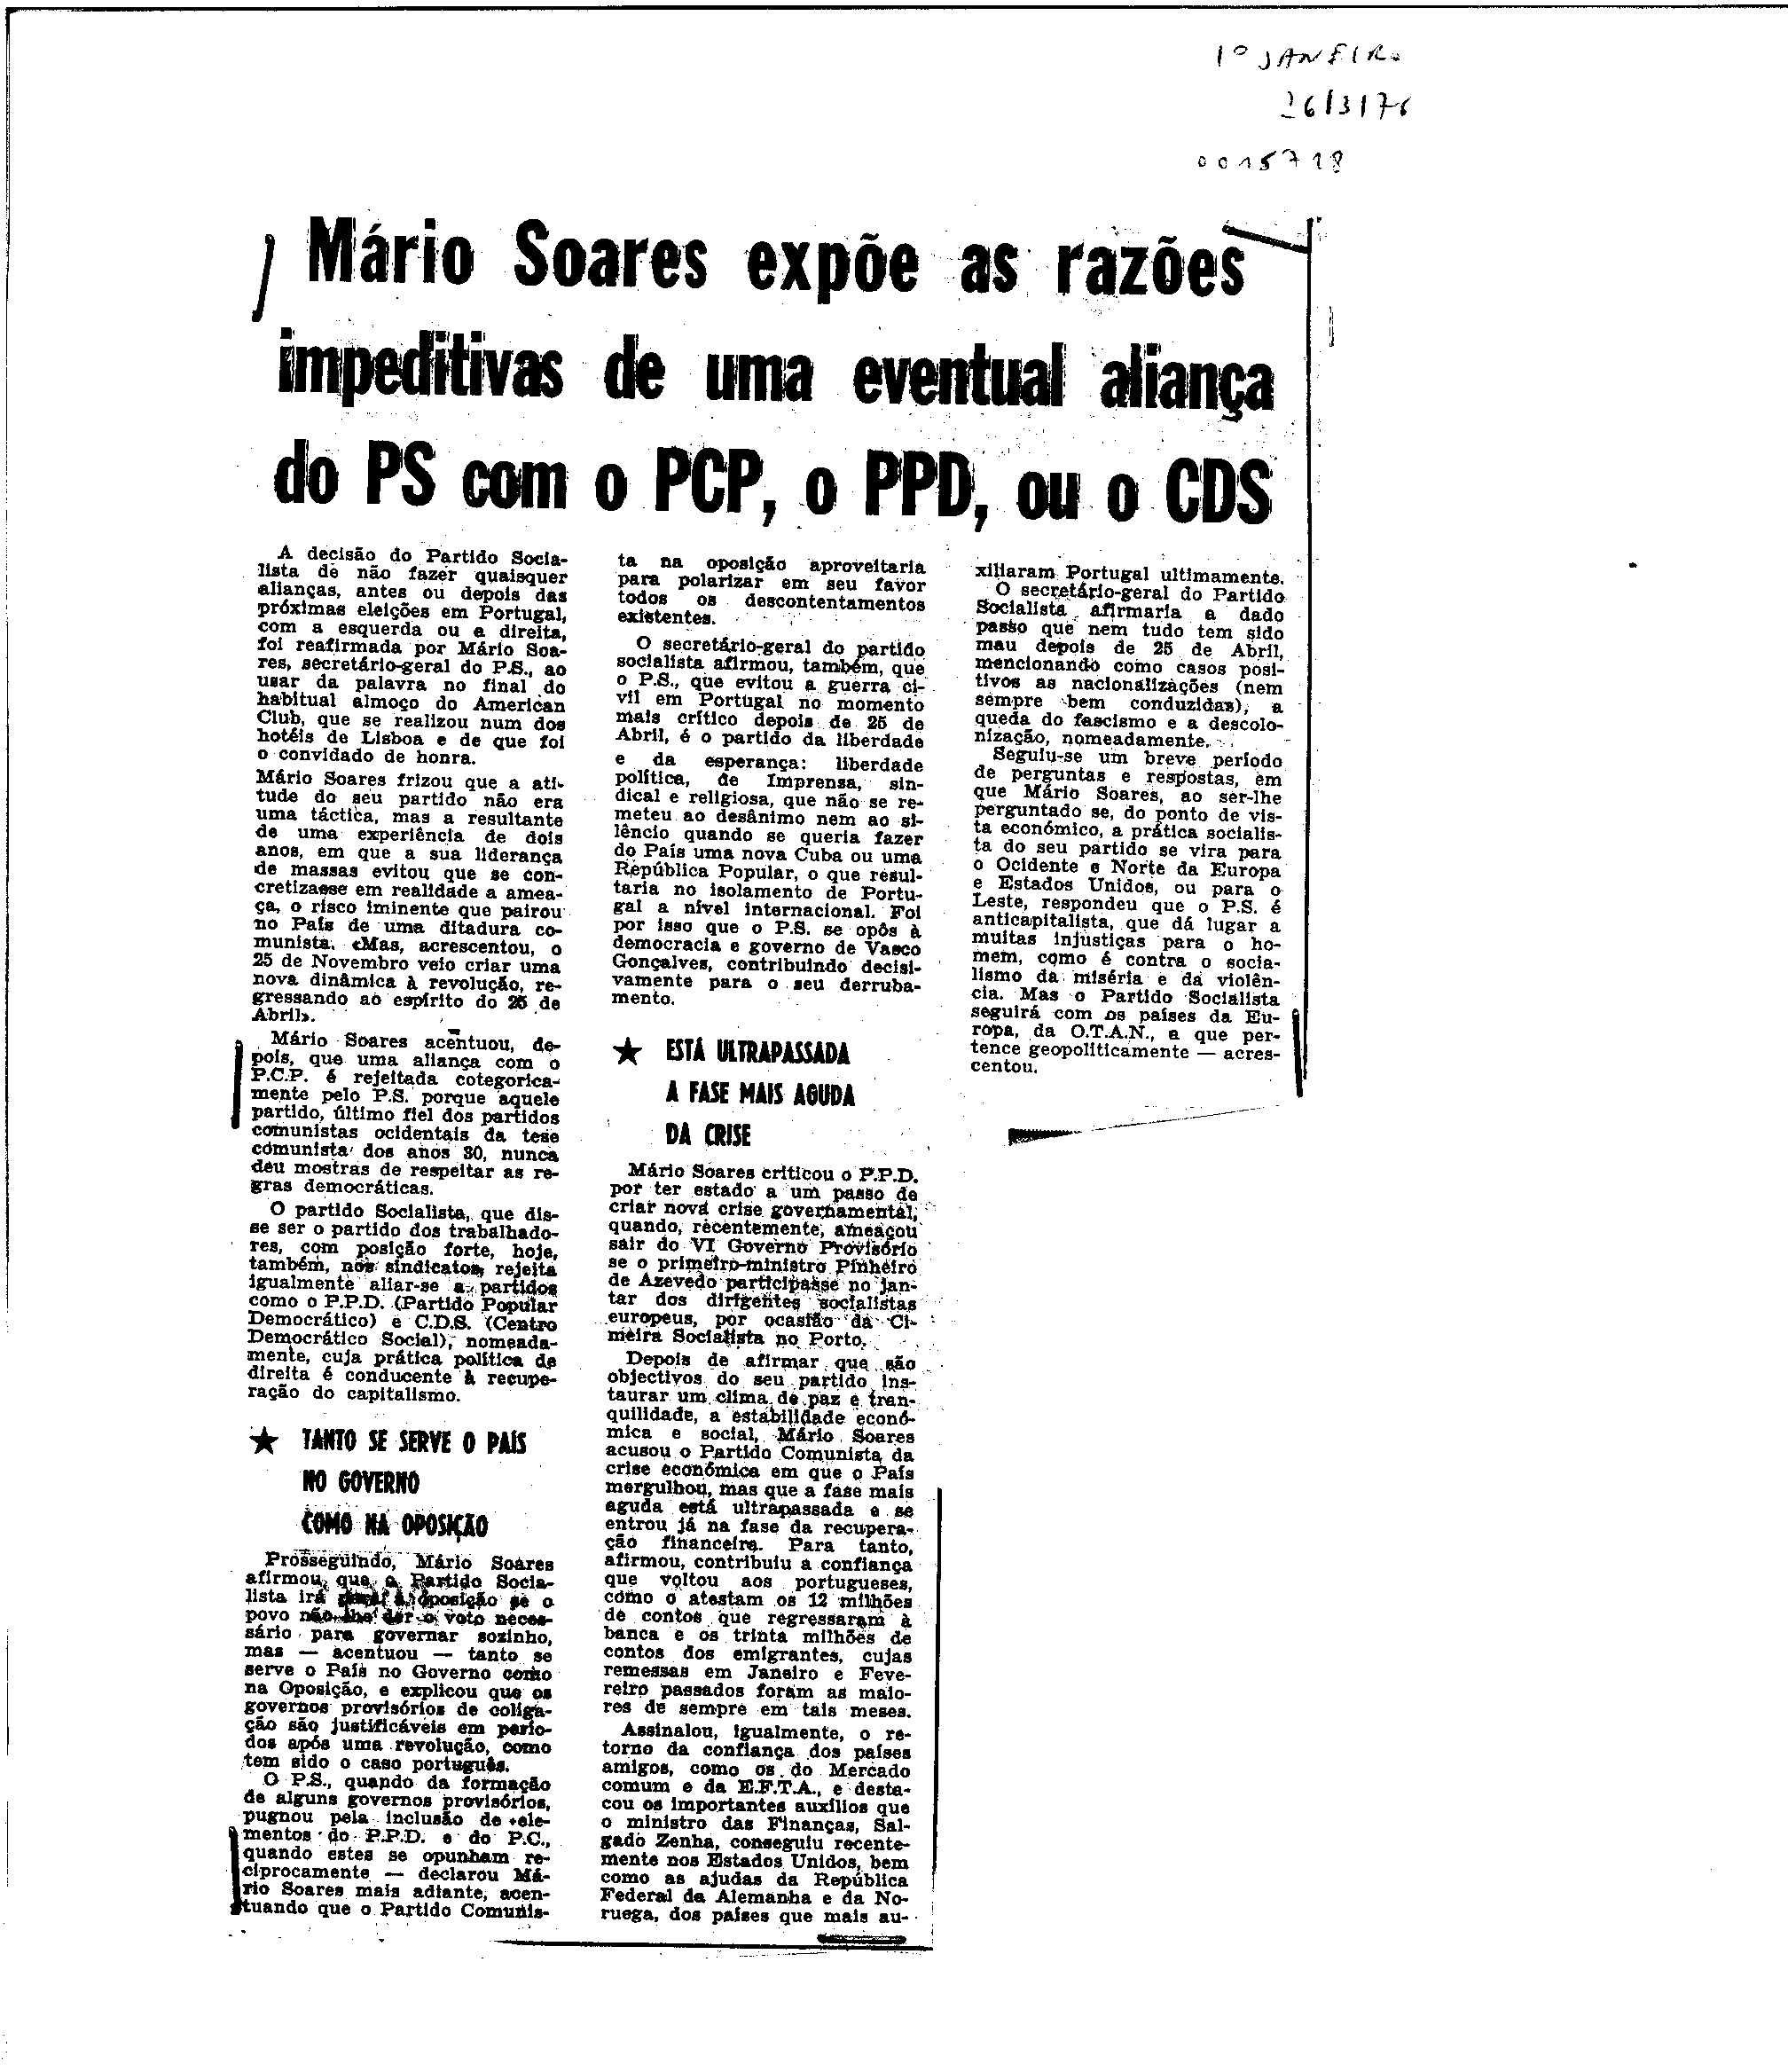 1º JANEIRO
26/3/76
0015718
Mário Soares expõe as razões
impeditivas de uma eventual aliança
do PS com o PCP, o PPD, ou o CDS
A decisão do Partido Socia-
lista de não fazer quaisquer
alianças, antes ou depois das
próximas eleições em Portugal,
com a esquerda ou a direita,
foi reafirmada por Mário Soa-
res, secretário-geral do P.S., ao
usar da palavra no final do
habitual almoço do American
Club, que se realizou num dos
hotéis de Lisboa e de que foi
o convidado de honra.
Mário Soares frizou que a ati-
tude do seu partido não era
uma táctica, mas a resultante
de uma experiência de dois
anos, em que a sua liderança
de massas evitou que se con-
cretizasse em realidade a amea-
ça, o risco iminente que pairou
no País de uma ditadura co-
munista. «Mas, acrescentou, o
25 de Novembro veio criar uma
nova dinâmica à revolução, re-
gressando ao espírito do 25 de
Abril».
Mário Soares acentuou, de-
pois, que uma aliança com o
P.C.P. é rejeitada cotegorica-
mente pelo P.S. porque aquele
partido, último fiel dos partidos
comunistas ocidentais da tese
comunista dos anos 30, nunca
deu mostras de respeitar as re-
gras democráticas.
O partido Socialista, que dis-
se ser o partido dos trabalhado-
res, com posição forte, hoje,
também, nos sindicatos, rejeita
igualmente aliar-se a partidos
como o P.P.D. (Partido Popular
Democrático) e C.D.S. (Centro
Democrático Social), nomeada-
mente, cuja prática política de
direita é conducente à recupe-
ração do capitalismo.
★ TANTO SE SERVE O PAÍS
NO GOVERNO
COMO NA OPOSIÇÃO
Prosseguindo, Mário Soares
afirmou que o Partido Socia-
lista irá para a oposição se o
povo não lhe der o voto neces-
sário para governar sozinho,
mas — acentuou — tanto se
serve o País no Governo como
na Oposição, e explicou que os
governos provisórios de coliga-
ção são justificáveis em perío-
dos após uma revolução, como
tem sido o caso português.
O P.S., quando da formação
de alguns governos provisórios,
pugnou pela inclusão de ele-
mentos do P.P.D. e do P.C.,
quando estes se opunham re-
ciprocamente — declarou Má-
rio Soares mais adiante, acen-
tuando que o Partido Comunis-
ta na oposição aproveitaria
para polarizar em seu favor
todos os descontentamentos
existentes.
O secretário-geral do partido
socialista afirmou, também, que
o P.S., que evitou a guerra ci-
vil em Portugal no momento
mais crítico depois de 25 de
Abril, é o partido da liberdade
e da esperança: liberdade
política, de Imprensa, sin-
dical e religiosa, que não se re-
meteu ao desânimo nem ao si-
lêncio quando se queria fazer
do País uma nova Cuba ou uma
República Popular, o que resul-
taria no isolamento de Portu-
gal a nível internacional. Foi
por isso que o P.S. se opôs à
democracia e governo de Vasco
Gonçalves, contribuindo decisi-
vamente para o seu derruba-
mento.
★ ESTÁ ULTRAPASSADA
A FASE MAIS AGUDA
DA CRISE
Mário Soares criticou o P.P.D.
por ter estado a um passo de
criar nova crise governamental,
quando, recentemente, ameaçou
sair do VI Governo Provisório
se o primeiro-ministro Pinheiro
de Azevedo participasse no jan-
tar dos dirigentes socialistas
europeus, por ocasião da Ci-
meira Socialista no Porto.
Depois de afirmar que são
objectivos do seu partido ins-
taurar um clima de paz e tran-
quilidade, a estabilidade econó-
mica e social, Mário Soares
acusou o Partido Comunista da
crise económica em que o País
mergulhou, mas que a fase mais
aguda está ultrapassada e se
entrou já na fase da recupera-
ção financeira. Para tanto,
afirmou, contribuiu a confiança
que voltou aos portugueses,
como o atestam os 12 milhões
de contos que regressaram à
banca e os trinta milhões de
contos dos emigrantes, cujas
remessas em Janeiro e Feve-
reiro passados foram as maio-
res de sempre em tais meses.
Assinalou, igualmente, o re-
torno da confiança dos países
amigos, como os do Mercado
comum e da E.F.T.A., e desta-
cou os importantes auxílios que
o ministro das Finanças, Sal-
gado Zenha, conseguiu recente-
mente nos Estados Unidos, bem
como as ajudas da República
Federal da Alemanha e da No-
ruega, dos países que mais au-
xiliaram Portugal ultimamente.
O secretário-geral do Partido
Socialista afirmaria a dado
passo que nem tudo tem sido
mau depois de 25 de Abril,
mencionando como casos posi-
tivos as nacionalizações (nem
sempre bem conduzidas), a
queda do fascismo e a descolo-
nização, nomeadamente.
Seguiu-se um breve período
de perguntas e respostas, em
que Mário Soares, ao ser-lhe
perguntado se, do ponto de vis-
ta económico, a prática socialis-
ta do seu partido se vira para
o Ocidente e Norte da Europa
e Estados Unidos, ou para o
Leste, respondeu que o P.S. é
anticapitalista, que dá lugar a
muitas injustiças para o ho-
mem, como é contra o socia-
lismo da miséria e da violên-
cia. Mas o Partido Socialista
seguirá com os países da Eu-
ropa, da O.T.A.N., a que per-
tence geopoliticamente — acres-
centou.